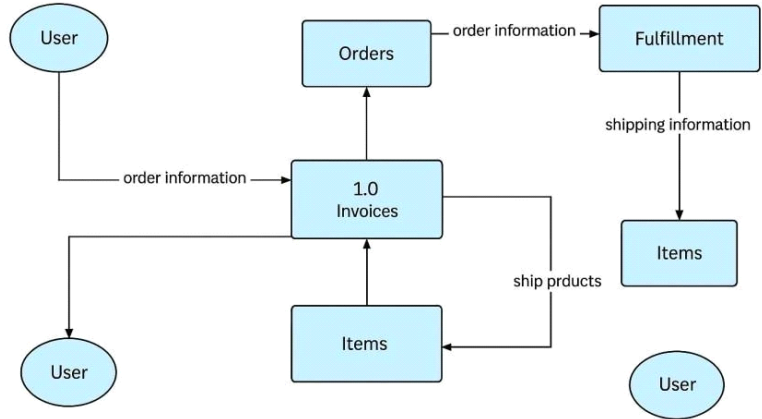 User
Orders
order information
Fulfillment
shipping information
order information
1.0
Invoices
Items
ship prducts
Items
User
User